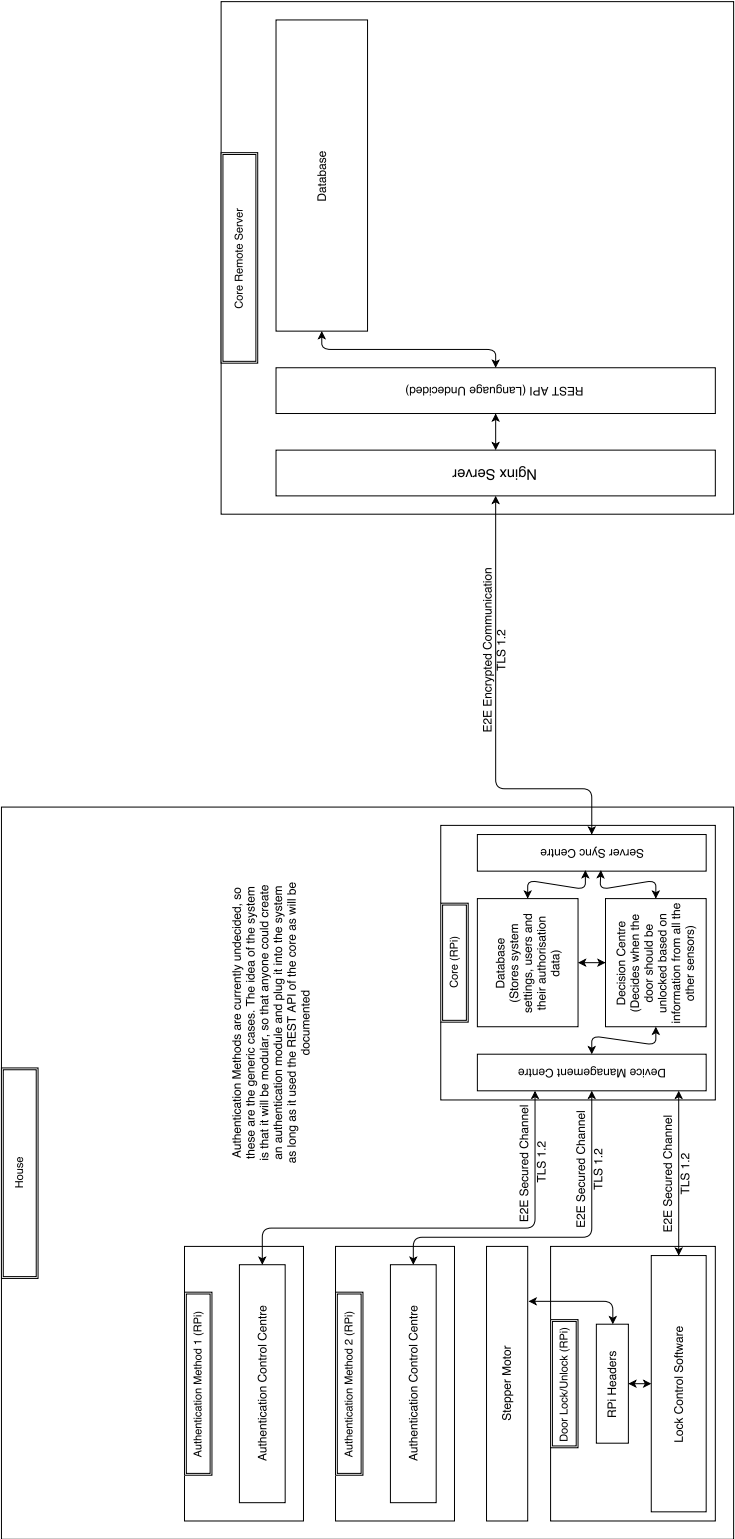 House
Authentication Method 1 (RPi)
Authentication Control Centre
Authentication Method 2 (RPi)
Authentication Control Centre
Stepper Motor
Door Lock/Unlock (RPi)
RPi Headers
Lock Control Software
Authentication Methods are currently undecided, so
these are the generic cases. The idea of the system
is that it will be modular, so that anyone could create
an authentication module and plug it into the system
as long as it used the REST API of the core as will be
documented
E2E Secured Channel
TLS 1.2
E2E Secured Channel
TLS 1.2
E2E Secured Channel
TLS 1.2
Core (RPi)
Device Management Centre
Database
(Stores system
settings, users and
their authorisation
data)
Decision Centre
(Decides when the
door should be
unlocked based on
information from all the
other sensors)
Server Sync Centre
E2E Encrypted Communication
TLS 1.2
Core Remote Server
Nginx Server
REST API (Language Undecided)
Database